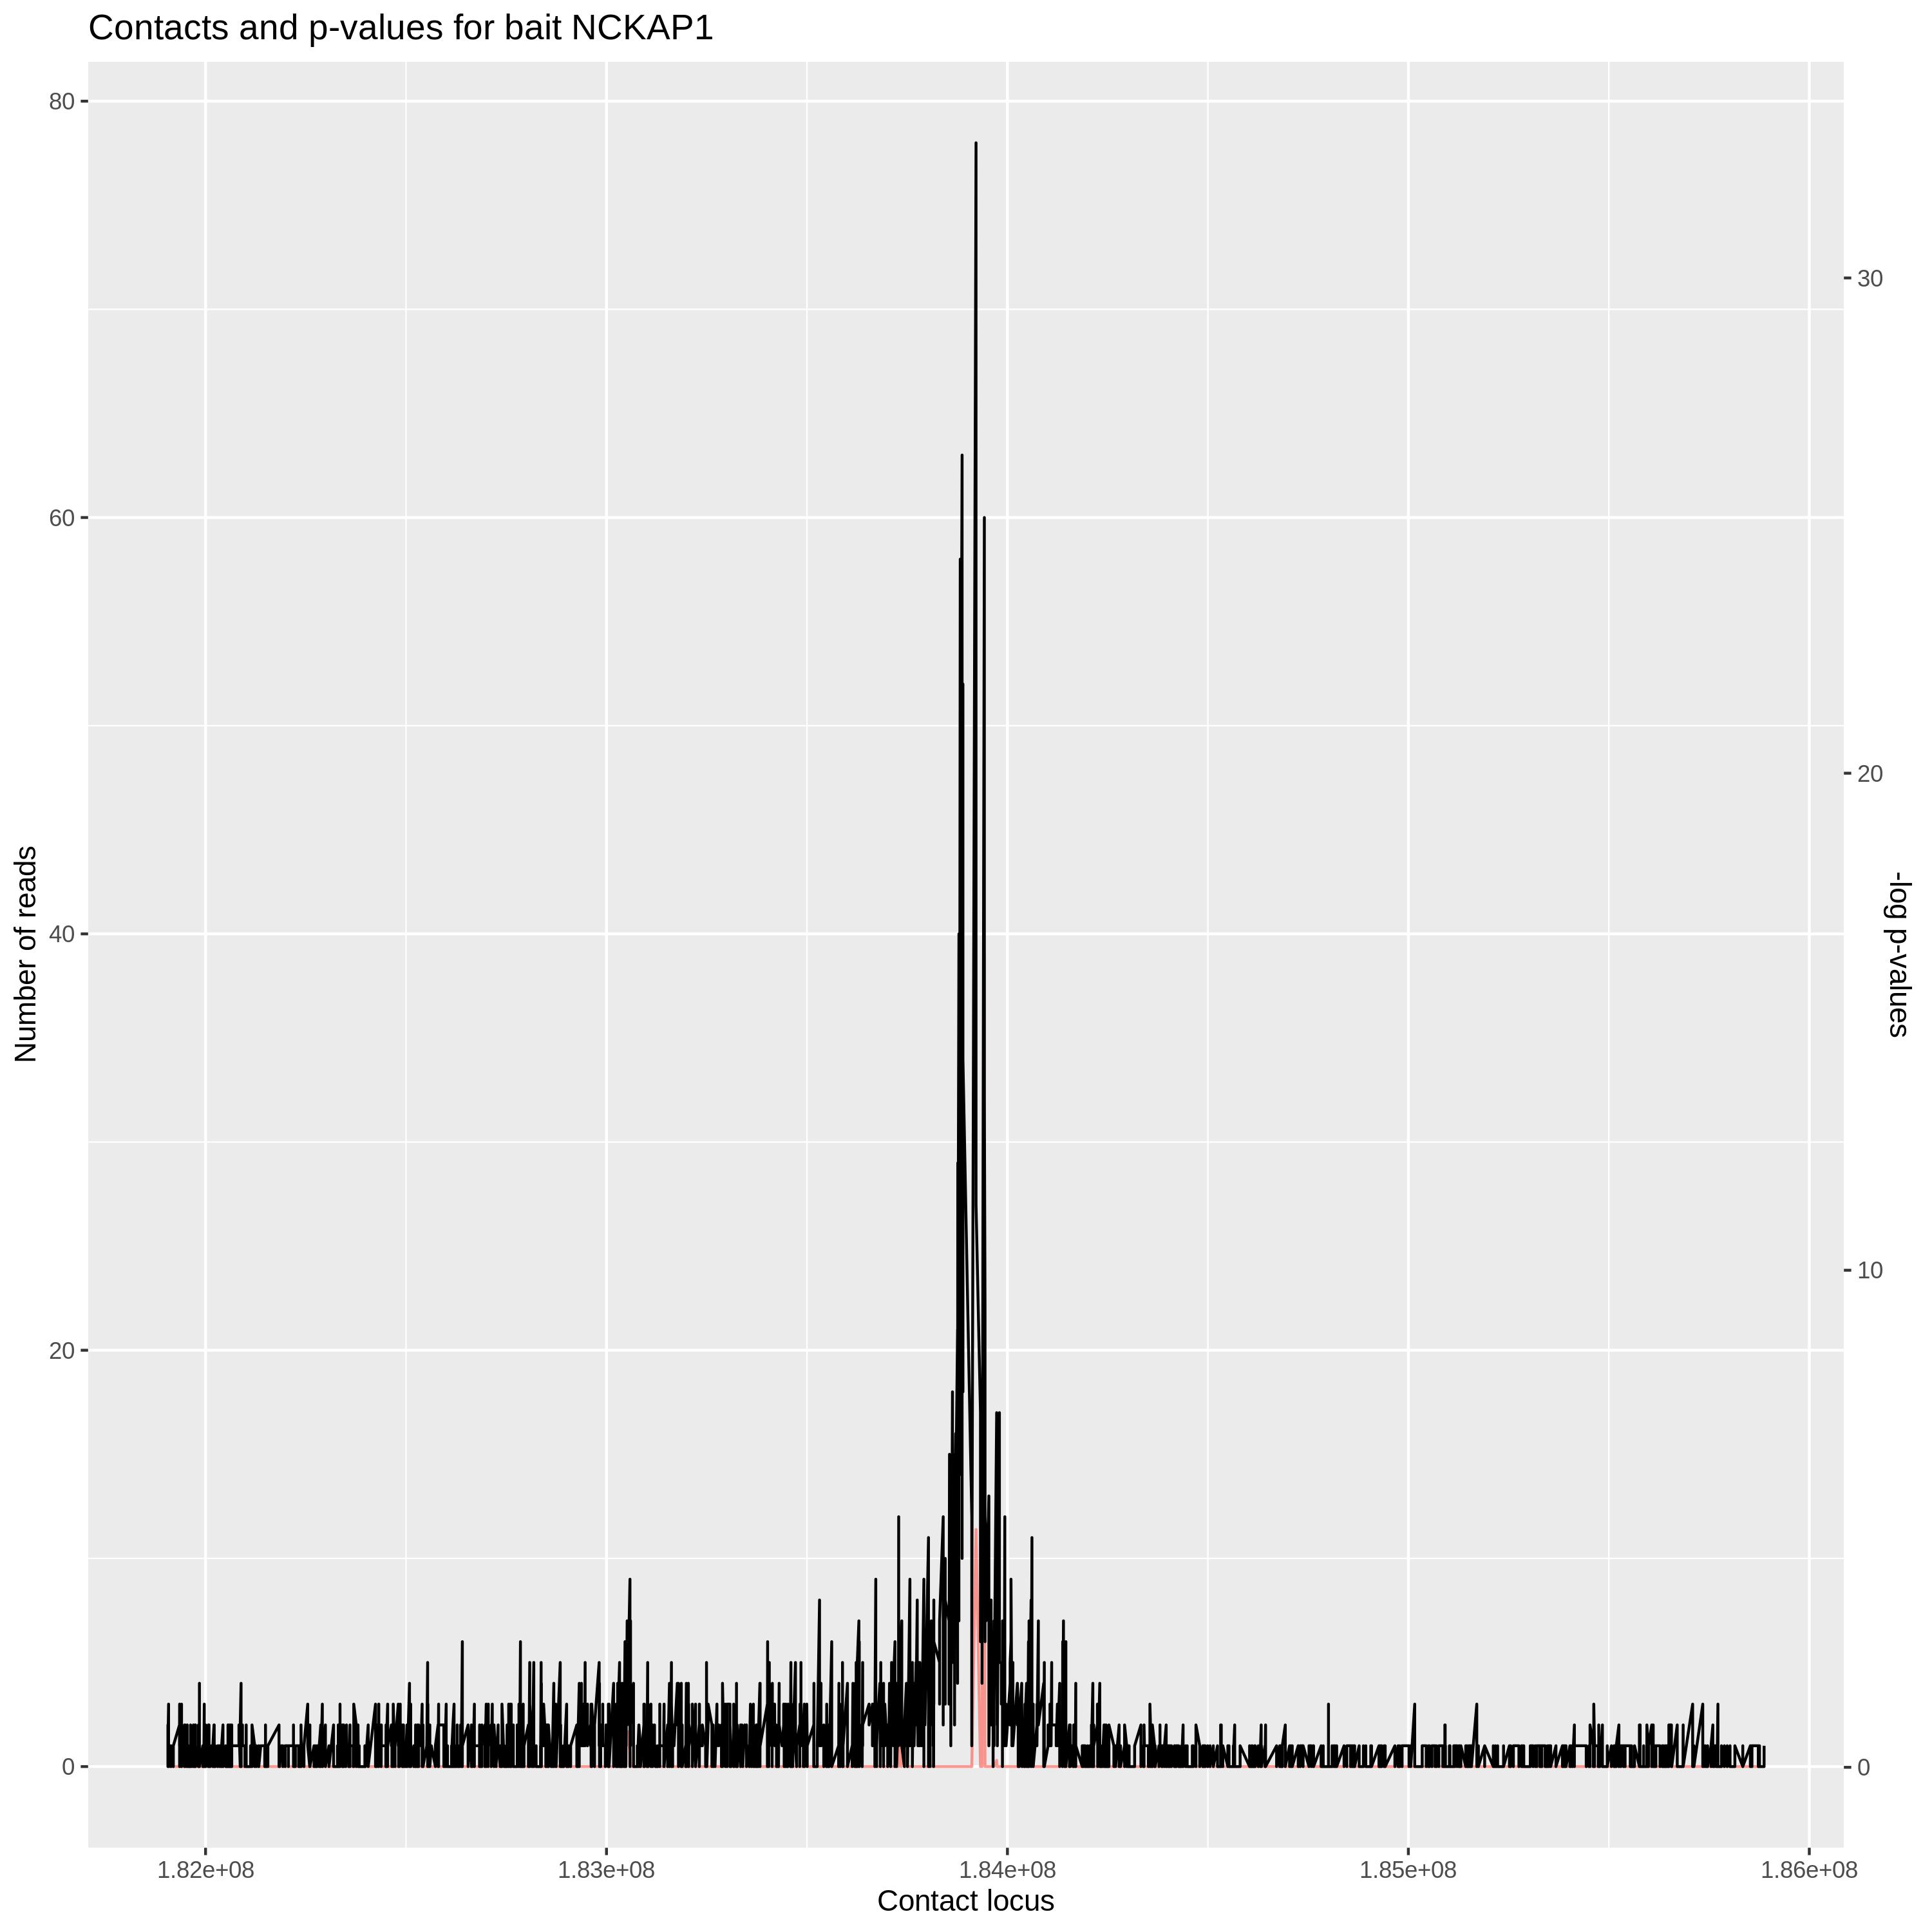 Contacts and p-values for bait NCKAP1
80
60
40
20
0
Number of reads
30
20
10
0
-log p-values
1.82e+08 1.83e+08 1.84e+08 1.85e+08 1.86e+08
Contact locus